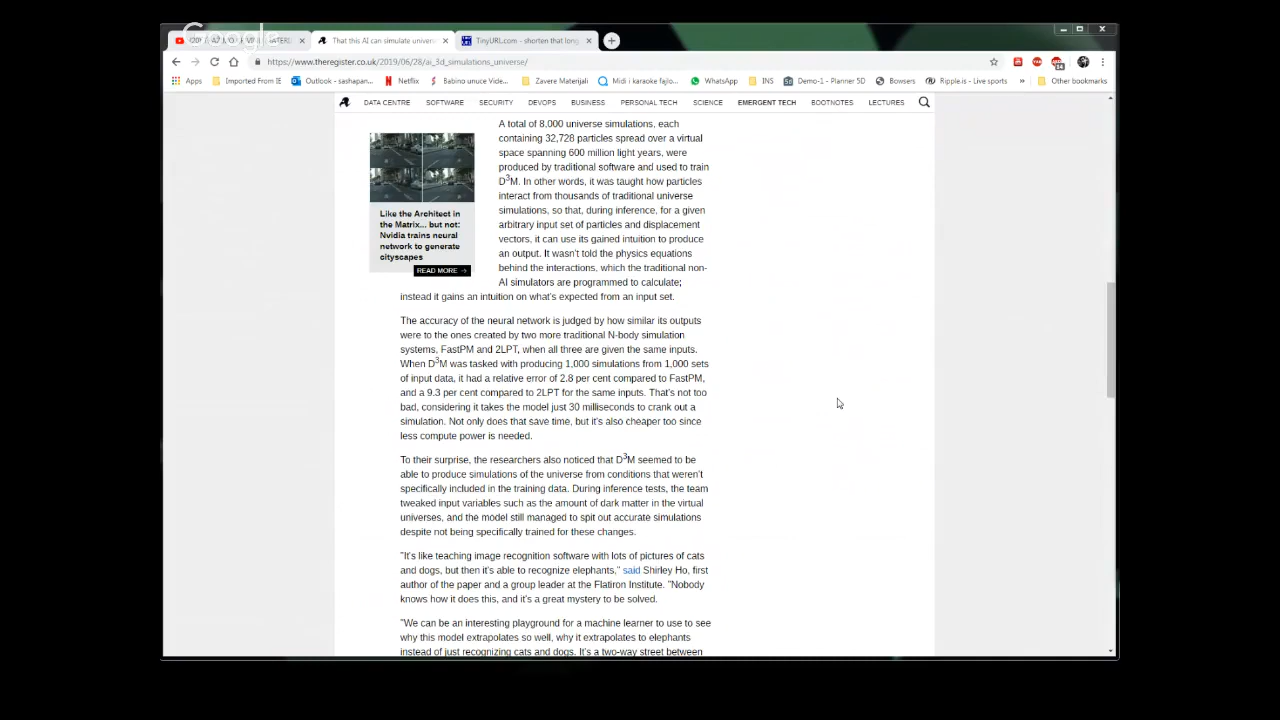 Google
That this AI can simulate univers
TinyURL.com - shorten that long
https://www.theregister.co.uk/2019/06/28/ai_3d_simulations_universe/
Apps Imported From IE Outlook - sashapan... Netflix Babino unuce Vide... Zavere Materijali Midi i karaoke fajlo... WhatsApp INS Demo-1 - Planner 5D Bowsers Ripple.is - Live sports » Other bookmarks
DATA CENTRE SOFTWARE SECURITY DEVOPS BUSINESS PERSONAL TECH SCIENCE EMERGENT TECH BOOTNOTES LECTURES
A total of 8,000 universe simulations, each
containing 32,728 particles spread over a virtual
space spanning 600 million light years, were
produced by traditional software and used to train
D3M. In other words, it was taught how particles
interact from thousands of traditional universe
simulations, so that, during inference, for a given
arbitrary input set of particles and displacement
vectors, it can use its gained intuition to produce
an output. It wasn't told the physics equations
behind the interactions, which the traditional non-
AI simulators are programmed to calculate;
instead it gains an intuition on what's expected from an input set.
Like the Architect in
the Matrix... but not:
Nvidia trains neural
network to generate
cityscapes
READ MORE →
The accuracy of the neural network is judged by how similar its outputs
were to the ones created by two more traditional N-body simulation
systems, FastPM and 2LPT, when all three are given the same inputs.
When D3M was tasked with producing 1,000 simulations from 1,000 sets
of input data, it had a relative error of 2.8 per cent compared to FastPM,
and a 9.3 per cent compared to 2LPT for the same inputs. That's not too
bad, considering it takes the model just 30 milliseconds to crank out a
simulation. Not only does that save time, but it's also cheaper too since
less compute power is needed.
To their surprise, the researchers also noticed that D3M seemed to be
able to produce simulations of the universe from conditions that weren't
specifically included in the training data. During inference tests, the team
tweaked input variables such as the amount of dark matter in the virtual
universes, and the model still managed to spit out accurate simulations
despite not being specifically trained for these changes.
"It's like teaching image recognition software with lots of pictures of cats
and dogs, but then it's able to recognize elephants," said Shirley Ho, first
author of the paper and a group leader at the Flatiron Institute. "Nobody
knows how it does this, and it's a great mystery to be solved.
"We can be an interesting playground for a machine learner to use to see
why this model extrapolates so well, why it extrapolates to elephants
instead of just recognizing cats and dogs. It's a two-way street between